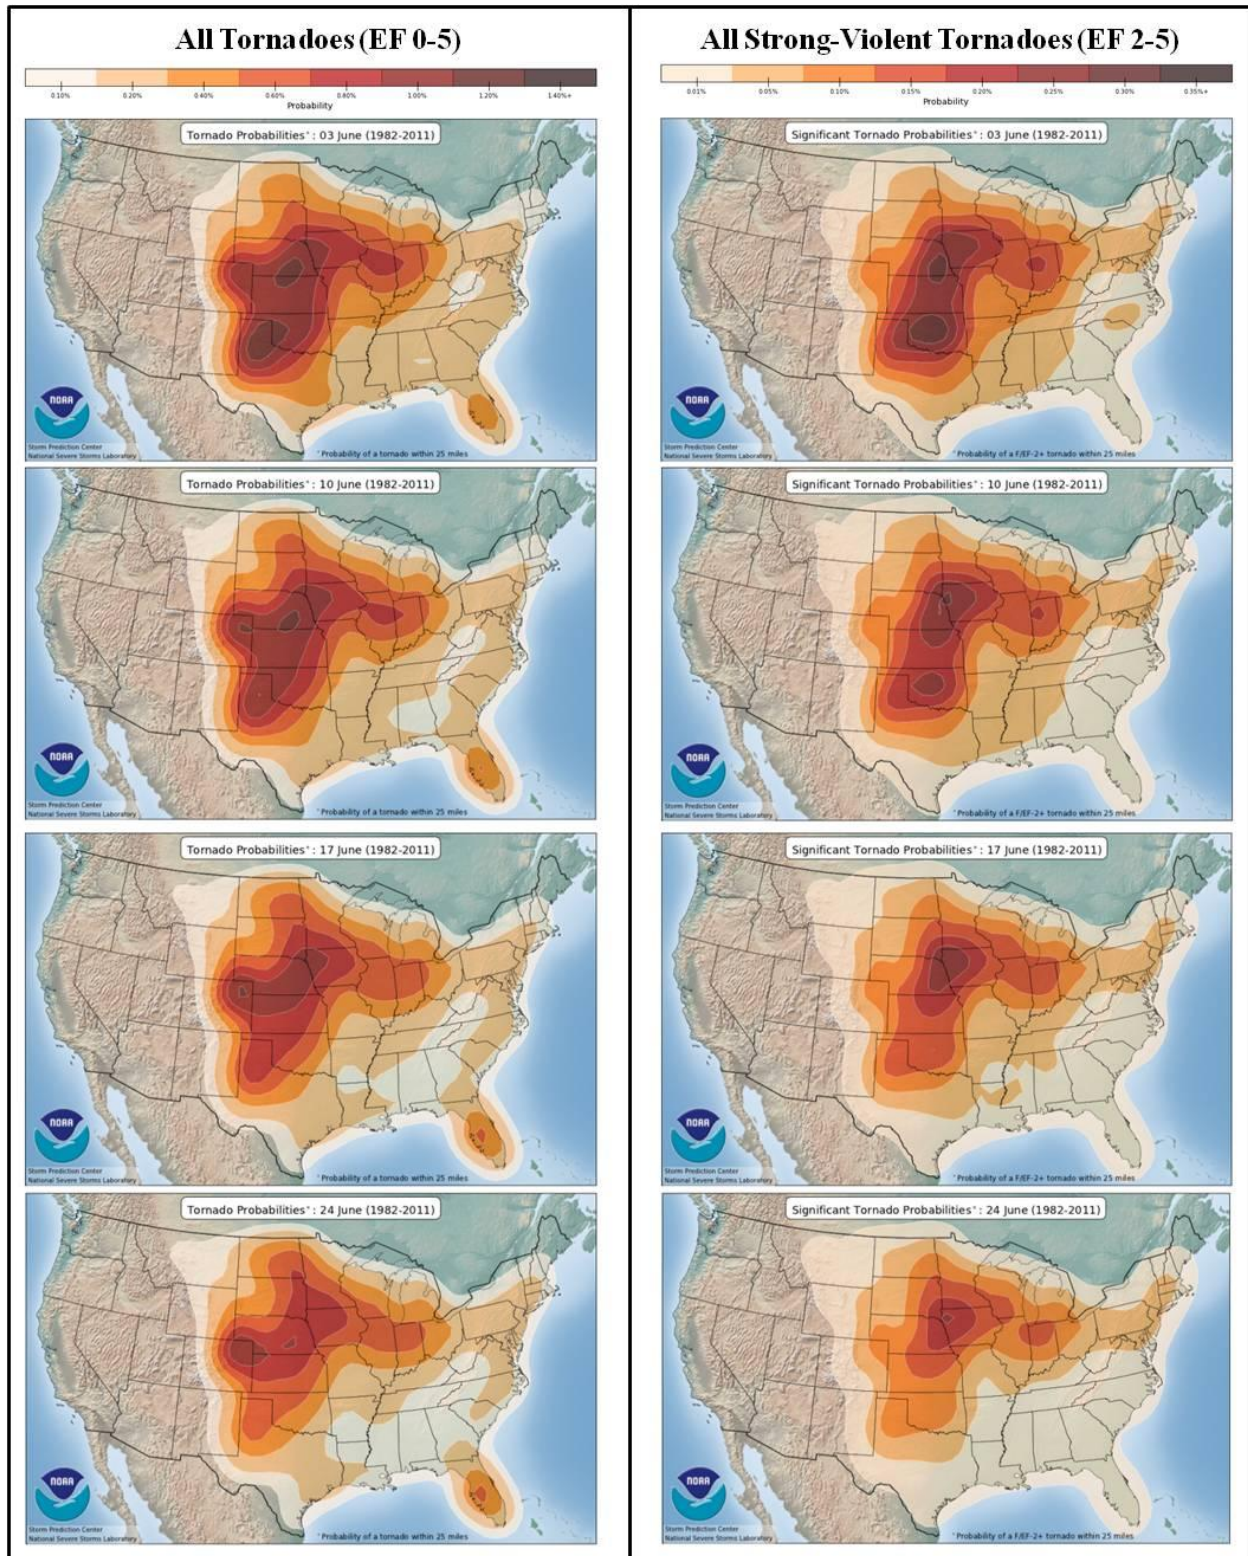 All Tornadoes (EF 0-5)
0.10% 0.20% 0.40% 0.60% 0.80% 1.00% 1.20% 1.40%+
Probability
Tornado Probabilities*: 03 June (1982-2011)
NOAA
Storm Prediction Center
National Severe Storms Laboratory
*Probability of a tornado within 25 miles
Tornado Probabilities*: 10 June (1982-2011)
NOAA
Storm Prediction Center
National Severe Storms Laboratory
*Probability of a tornado within 25 miles
Tornado Probabilities*: 17 June (1982-2011)
NOAA
Storm Prediction Center
National Severe Storms Laboratory
*Probability of a tornado within 25 miles
Tornado Probabilities*: 24 June (1982-2011)
NOAA
Storm Prediction Center
National Severe Storms Laboratory
*Probability of a tornado within 25 miles
All Strong-Violent Tornadoes (EF 2-5)
0.01% 0.05% 0.10% 0.15% 0.20% 0.25% 0.30% 0.35%+
Probability
Significant Tornado Probabilities*: 03 June (1982-2011)
NOAA
Storm Prediction Center
National Severe Storms Laboratory
*Probability of a F/EF-2+ tornado within 25 miles
Significant Tornado Probabilities*: 10 June (1982-2011)
NOAA
Storm Prediction Center
National Severe Storms Laboratory
*Probability of a F/EF-2+ tornado within 25 miles
Significant Tornado Probabilities*: 17 June (1982-2011)
NOAA
Storm Prediction Center
National Severe Storms Laboratory
*Probability of a F/EF-2+ tornado within 25 miles
Significant Tornado Probabilities*: 24 June (1982-2011)
NOAA
Storm Prediction Center
National Severe Storms Laboratory
*Probability of a F/EF-2+ tornado within 25 miles